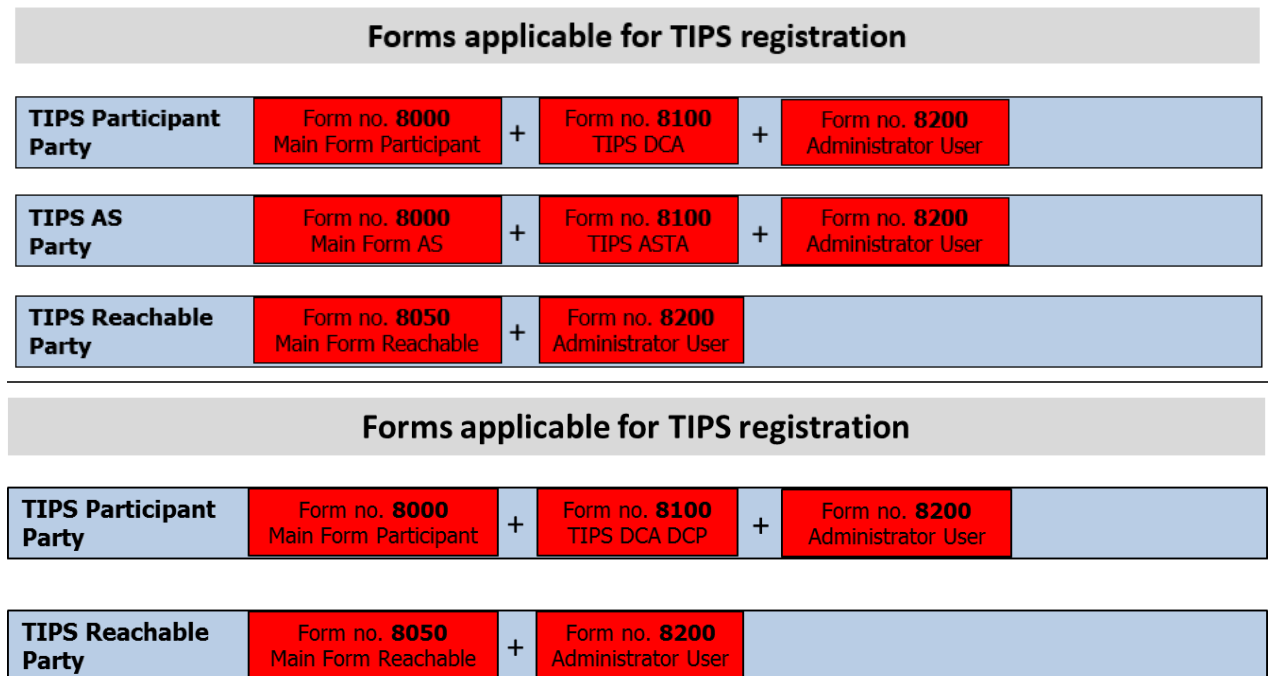 Forms applicable for TIPS registration
TIPS Participant Party
Form no. 8000
Main Form Participant
+
Form no. 8100
TIPS DCA
+
Form no. 8200
Administrator User
TIPS AS
Party
Form no. 8000
Main Form AS
+
Form no. 8100
TIPS ASTA
+
Form no. 8200
Administrator User
TIPS Reachable
Party
Form no. 8050
Main Form Reachable
+
Form no. 8200
Administrator User
Forms applicable for TIPS registration
TIPS Participant
Party
Form no. 8000
Main Form Participant
+
Form no. 8100
TIPS DCA DCP
+
Form no. 8200
Administrator User
TIPS Reachable
Party
Form no. 8050
Main Form Reachable
+
Form no. 8200
Administrator User